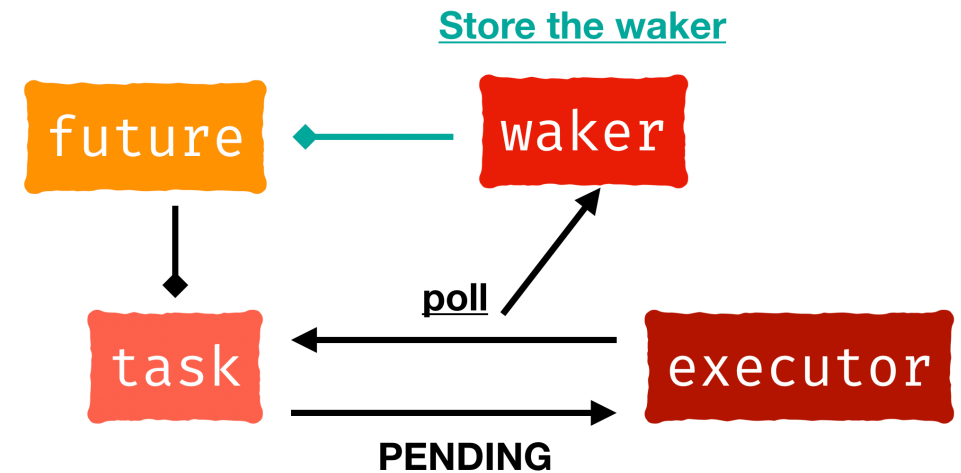 Store the waker
future
waker
poll
task
executor
PENDING